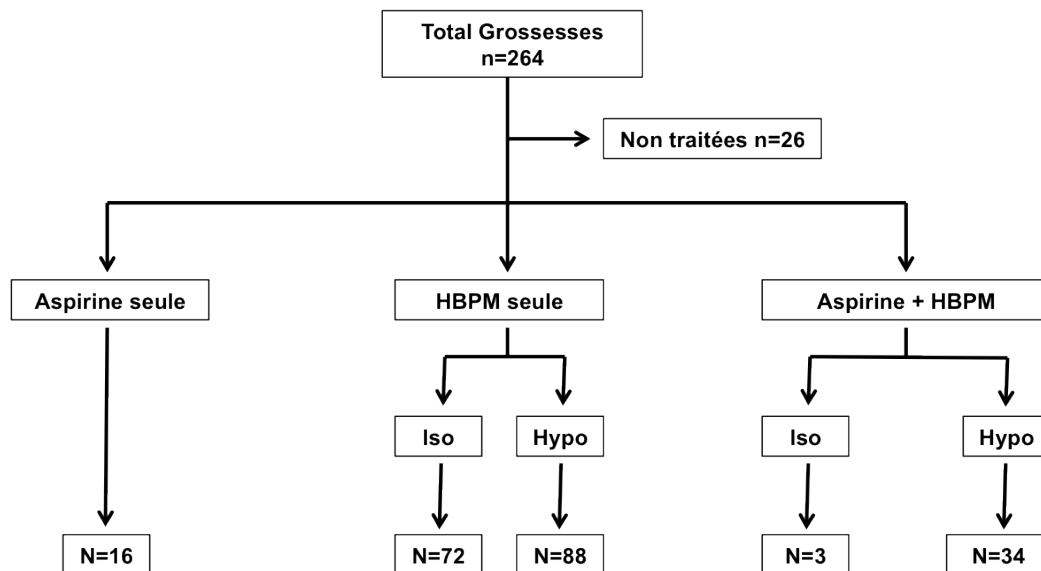 Total Grossesses
n=264
Non traitées n=26
Aspirine seule
HBPM seule
Aspirine + HBPM
Iso
Hypo
Iso
Hypo
N=16
N=72
N=88
N=3
N=34